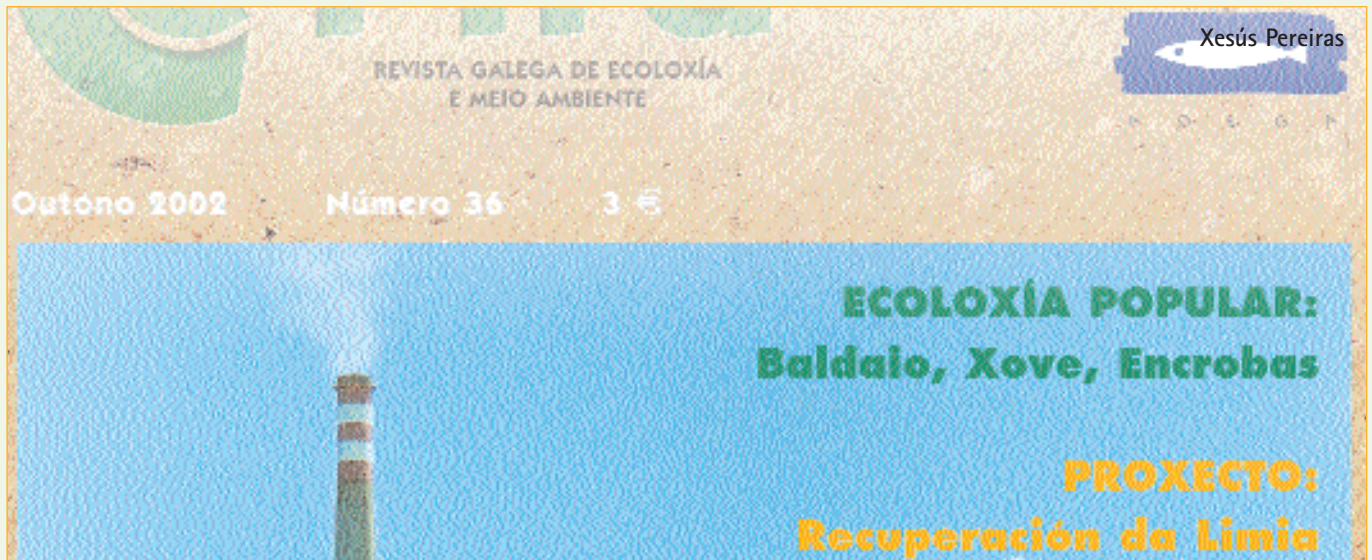 Xesús Pereiras
REVISTA GALEGA DE ECOLOXÍA
E MEIO AMBIENTE
A D E G A
Outono 2002 Número 36 3 €
ECOLOXÍA POPULAR:
Baldaio, Xove, Encrobas
PROXECTO:
Recuperación da Limia